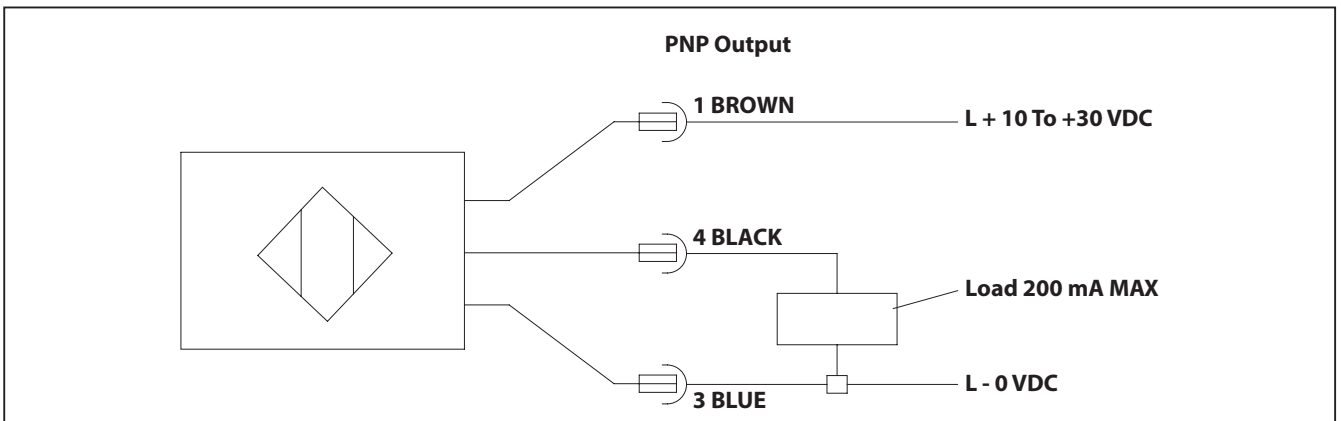 PNP Output
1 BROWN
L + 10 To +30 VDC
4 BLACK
Load 200 mA MAX
L - 0 VDC
3 BLUE